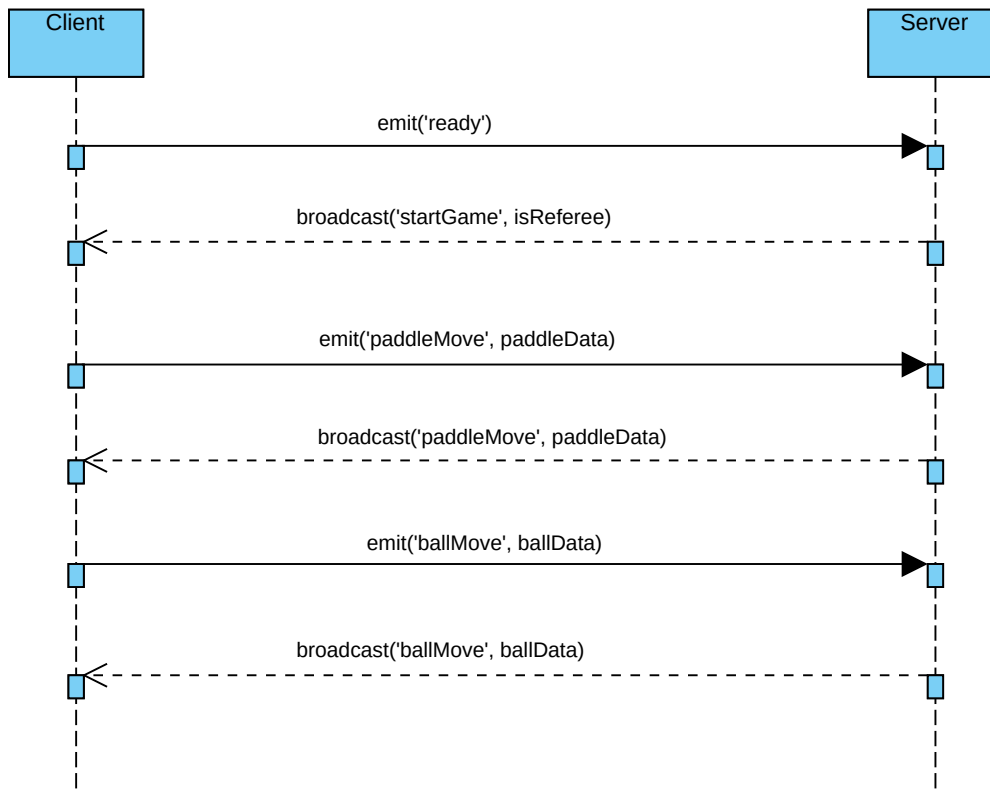 Client
Server
emit('ready')
broadcast('startGame', isReferee)
emit('paddleMove', paddleData)
broadcast('paddleMove', paddleData)
emit('ballMove', ballData)
broadcast('ballMove', ballData)